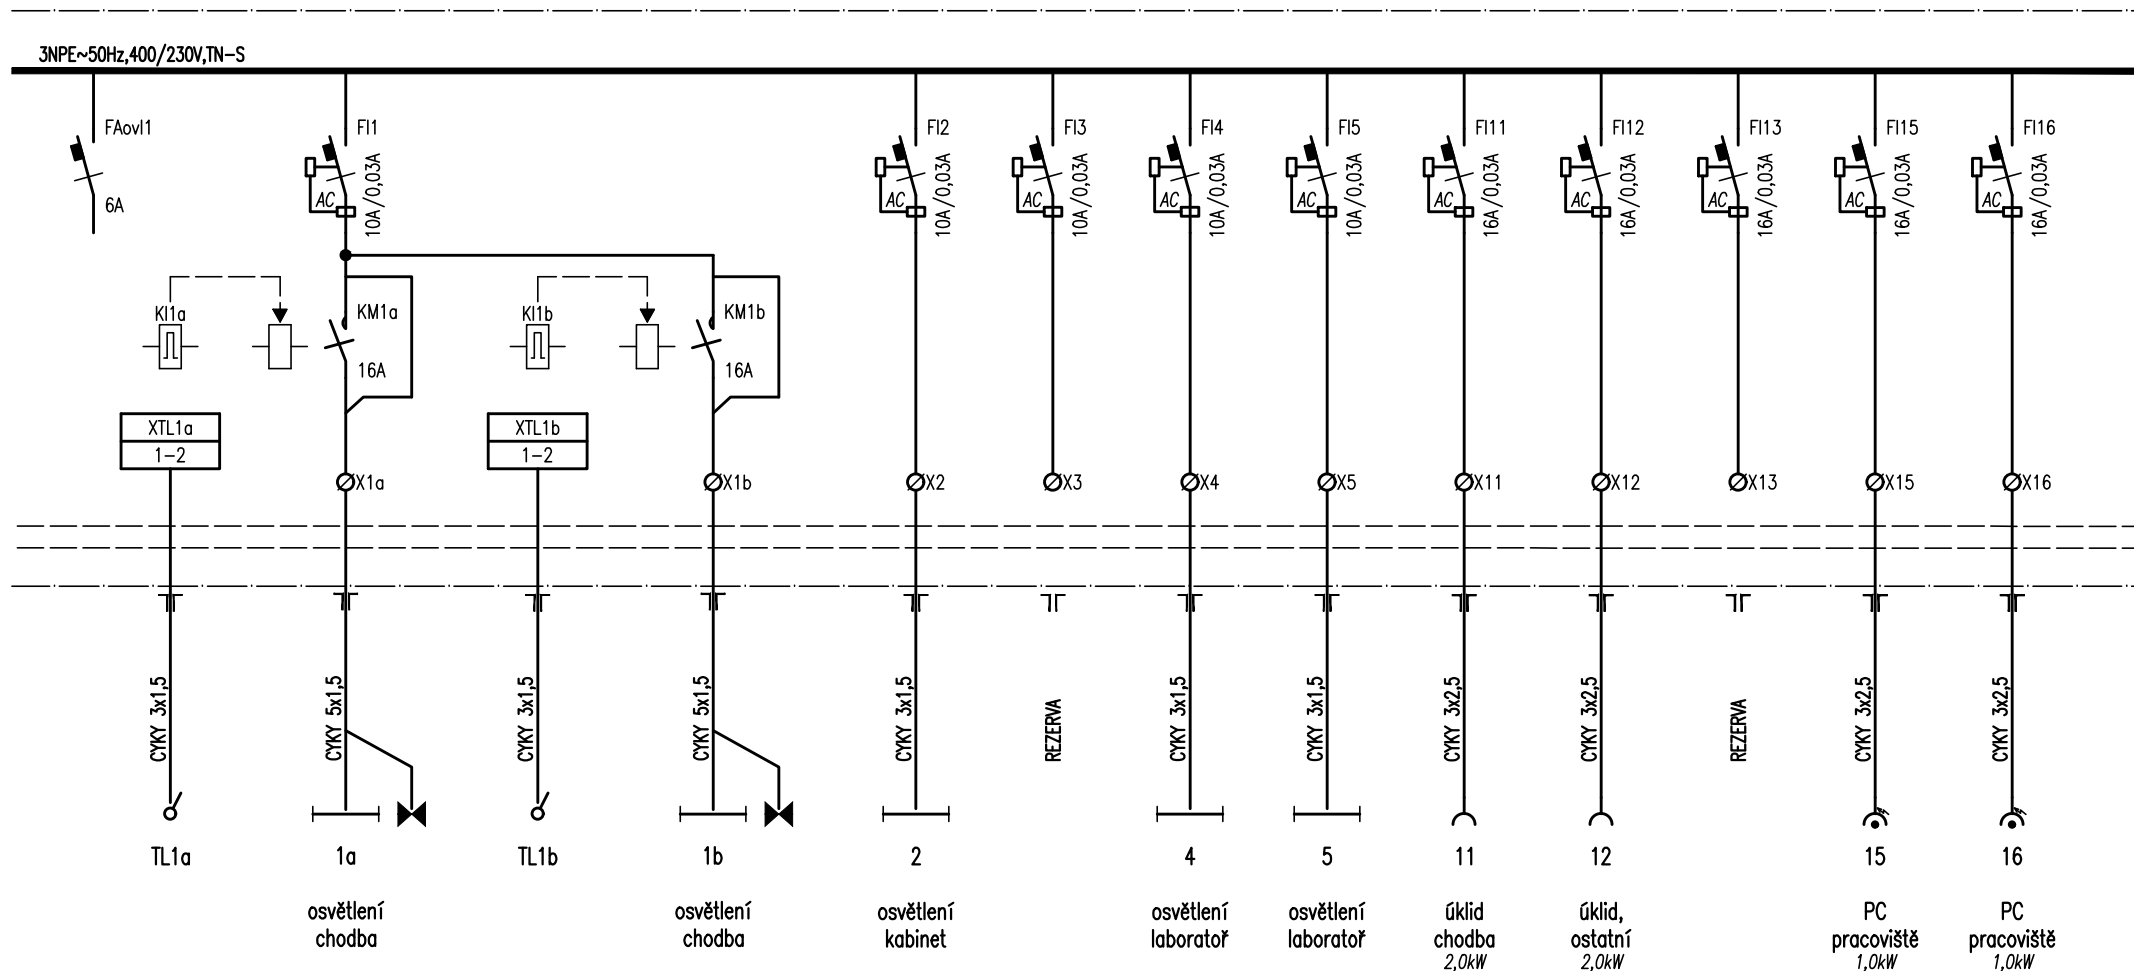 3NPE~50Hz,400/230V,TN-S
FAovl1
6A
FI1
AC
10A/0,03A
FI2
AC
10A/0,03A
FI3
AC
10A/0,03A
FI4
AC
10A/0,03A
FI5
AC
10A/0,03A
FI11
AC
16A/0,03A
FI12
AC
16A/0,03A
FI13
AC
16A/0,03A
FI15
AC
16A/0,03A
FI16
AC
16A/0,03A
KI1a
KM1a
16A
KI1b
KM1b
16A
XTL1a
1-2
XTL1b
1-2
X1a
X1b
X2
X3
X4
X5
X11
X12
X13
X15
X16
CYKY 3x1,5
CYKY 5x1,5
CYKY 3x1,5
CYKY 5x1,5
CYKY 3x1,5
REZERVA
CYKY 3x1,5
CYKY 3x1,5
CYKY 3x2,5
CYKY 3x2,5
REZERVA
CYKY 3x2,5
CYKY 3x2,5
TL1a
1a
osvětlení
chodba
TL1b
1b
osvětlení
chodba
2
osvětlení
kabinet
4
osvětlení
laboratoř
5
osvětlení
laboratoř
11
úklid
chodba
2,0kW
12
úklid,
ostatní
2,0kW
15
PC
pracoviště
1,0kW
16
PC
pracoviště
1,0kW